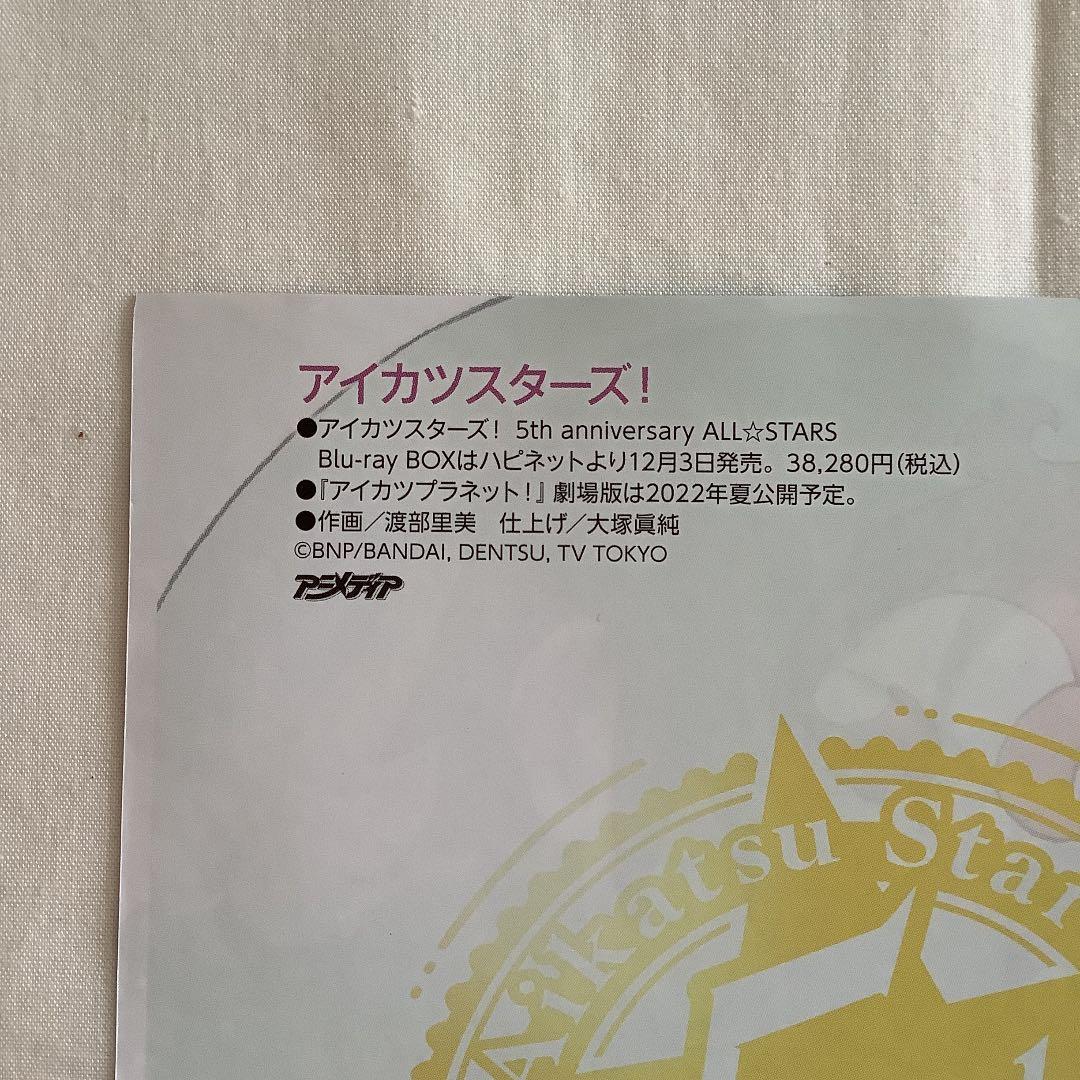 アイカツスターズ！
●アイカツスターズ！ 5th anniversary ALL☆STARS
Blu-ray BOXはハピネットより12月3日発売。38,280円(税込)
●『アイカツプラネット！』劇場版は2022年夏公開予定。
●作画／渡部里美　仕上げ／大塚眞純
©BNP/BANDAI, DENTSU, TV TOKYO
アニメディア
Aikatsu Star